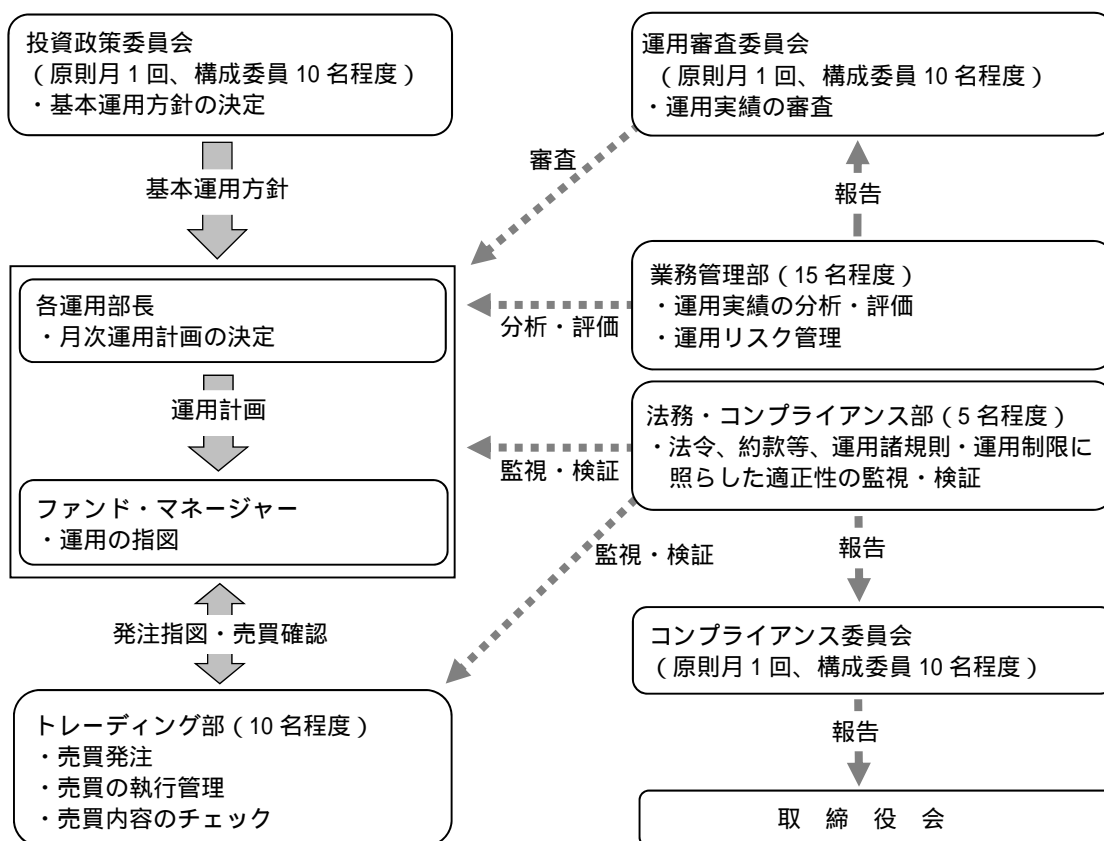 投資政策委員会
（原則月1回、構成委員10名程度）
・基本運用方針の決定
基本運用方針
各運用部長
・月次運用計画の決定
運用計画
ファンド・マネージャー
・運用の指図
発注指図・売買確認
トレーディング部（10名程度）
・売買発注
・売買の執行管理
・売買内容のチェック
運用審査委員会
（原則月1回、構成委員10名程度）
・運用実績の審査
審査
報告
業務管理部（15名程度）
・運用実績の分析・評価
・運用リスク管理
分析・評価
法務・コンプライアンス部（5名程度）
・法令、約款等、運用諸規則・運用制限に
照らした適正性の監視・検証
監視・検証
監視・検証
報告
コンプライアンス委員会
（原則月1回、構成委員10名程度）
報告
取　締　役　会